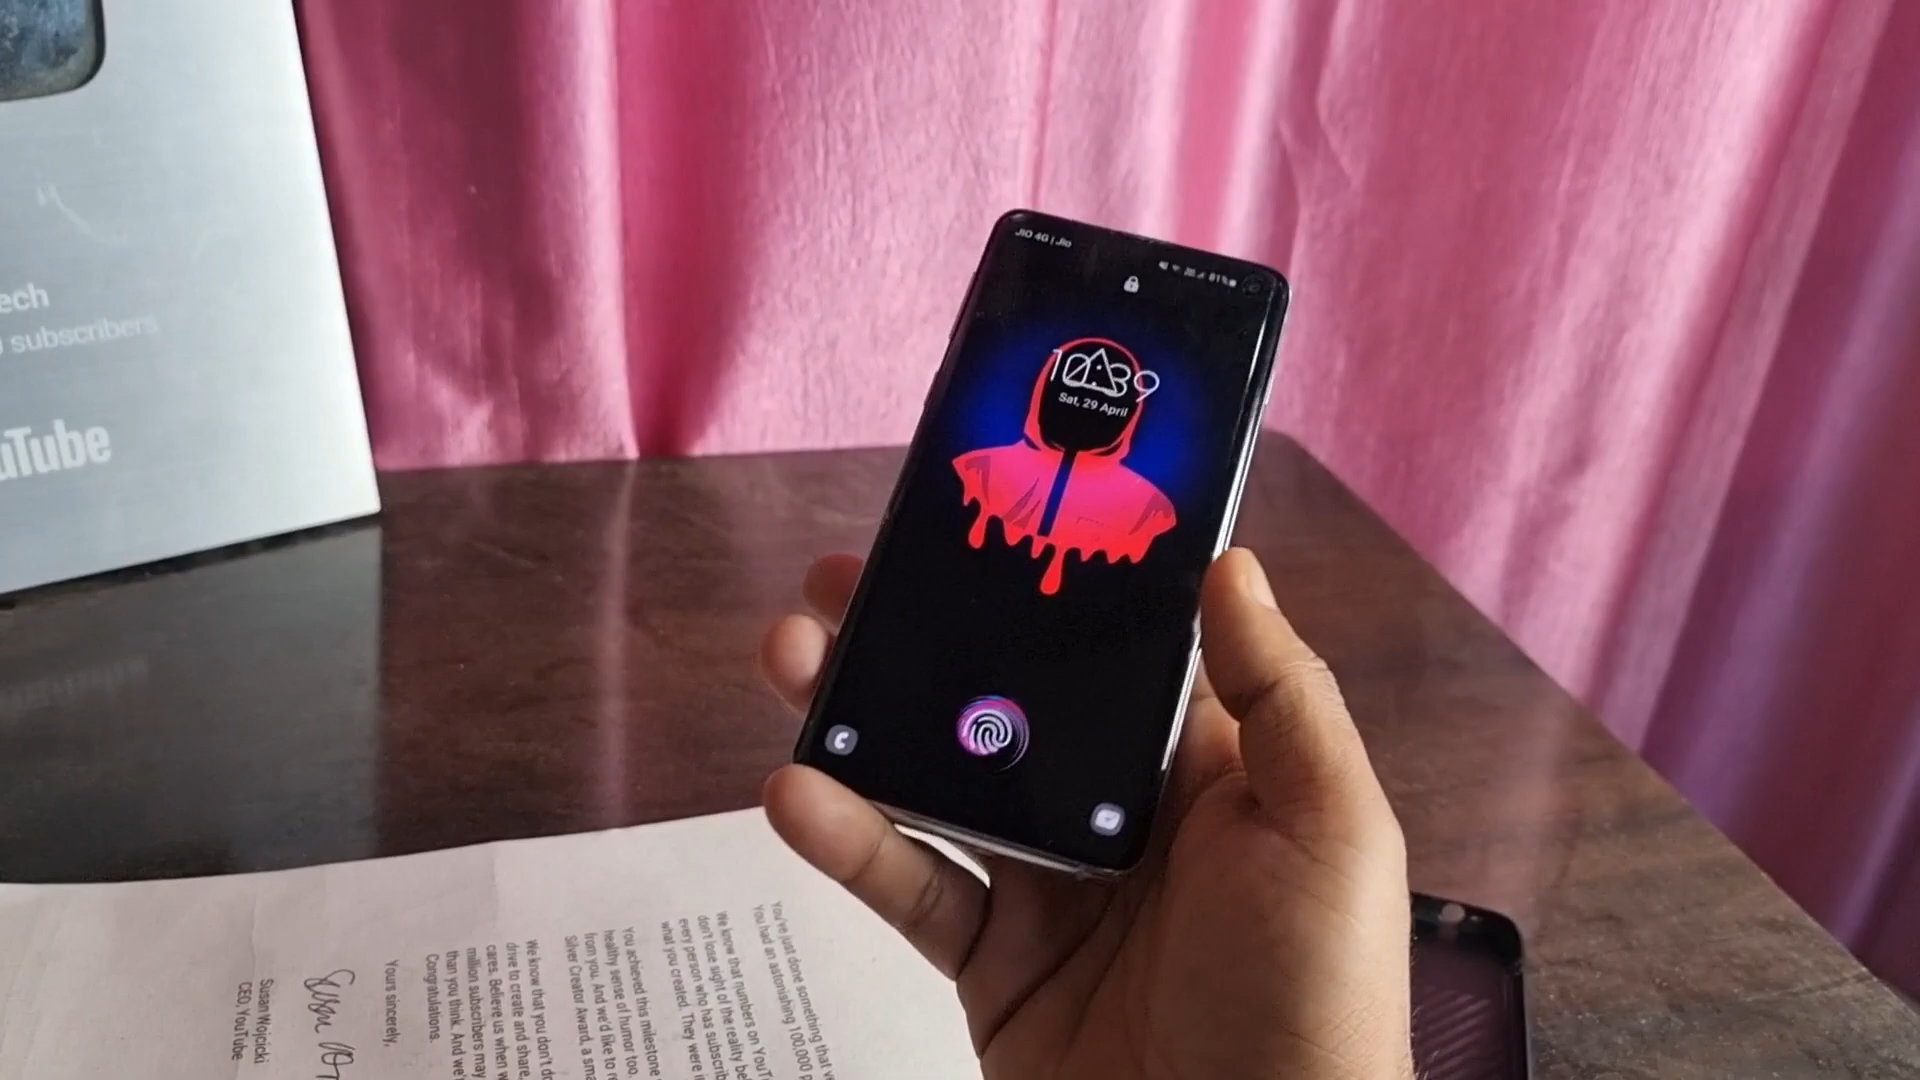 ech
subscribers
uTube
JIO 4G | Jio
81%
10:39
Sat, 29 April
You've just done something that
You had an astonishing 100,000 p
We know that numbers on YouT
don't lose sight of the reality be
every person who has subscrib
what you created. They were i
You achieved this milestone
healthy sense of humor too.
from you. And we'd like to r
Silver Creator Award, a sma
We know that you don't do
drive to create and share,
cares. Believe us when w
million subscribers may
than you think. And we'
Congratulations.
Yours sincerely,
Susan Wojcicki
CEO, YouTube